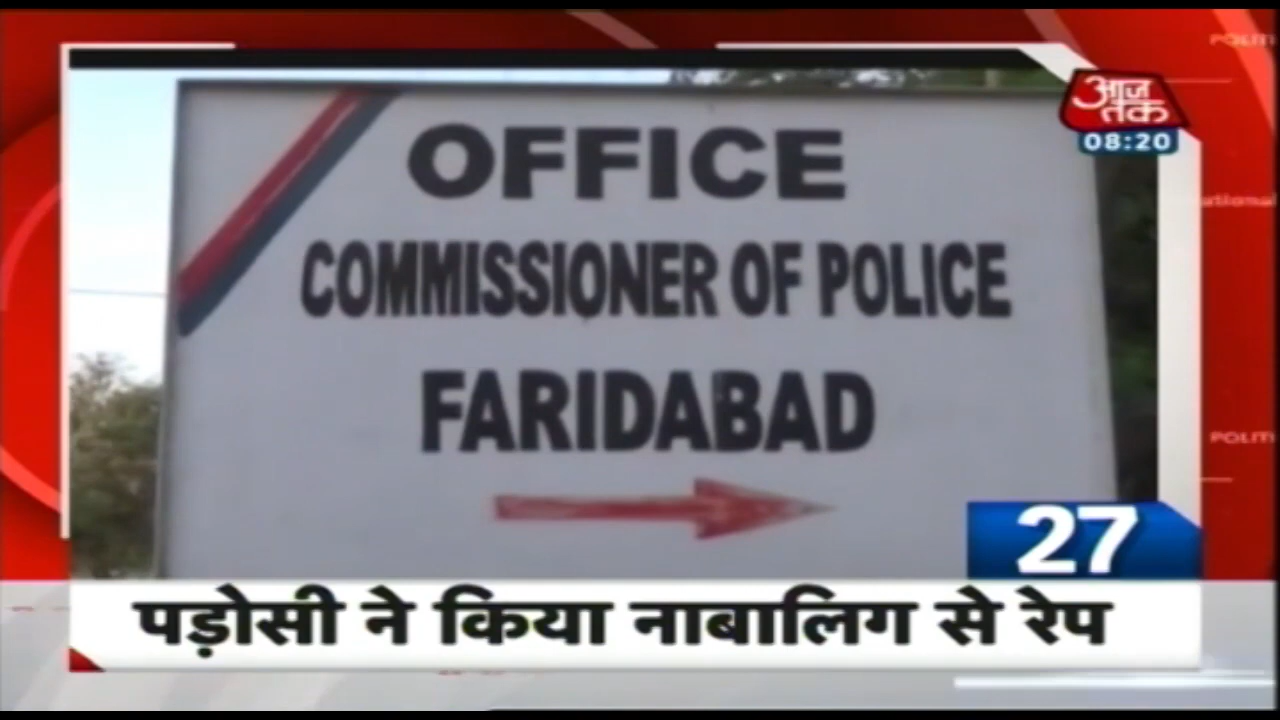 आज
तक
08:20
OFFICE
COMMISSIONER OF POLICE
FARIDABAD
27
पड़ोसी ने किया नाबालिग से रेप